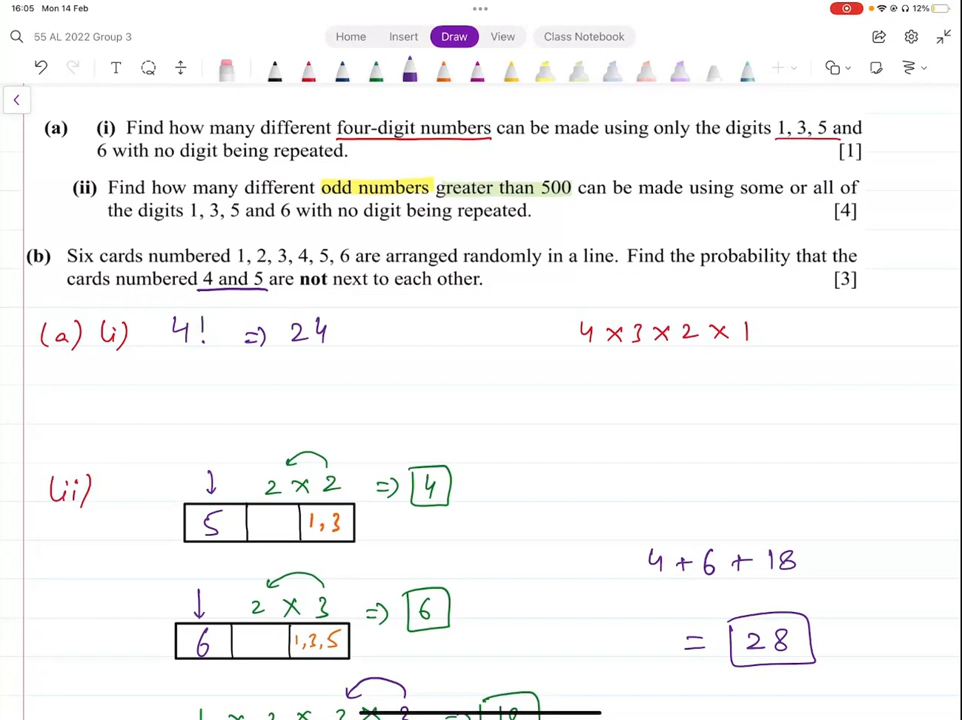 16:05 Mon 14 Feb
12%
55 AL 2022 Group 3
Home Insert Draw View Class Notebook
(a) (i) Find how many different four-digit numbers can be made using only the digits 1, 3, 5 and
6 with no digit being repeated. [1]
(ii) Find how many different odd numbers greater than 500 can be made using some or all of
the digits 1, 3, 5 and 6 with no digit being repeated. [4]
(b) Six cards numbered 1, 2, 3, 4, 5, 6 are arranged randomly in a line. Find the probability that the
cards numbered 4 and 5 are not next to each other. [3]
(a) (i) 4! => 24 4 × 3 × 2 × 1
(ii) ↓ 2 × 2 => 4
5 1,3
4 + 6 + 18
↓ 2 × 3 => 6
6 1,3,5
= 28